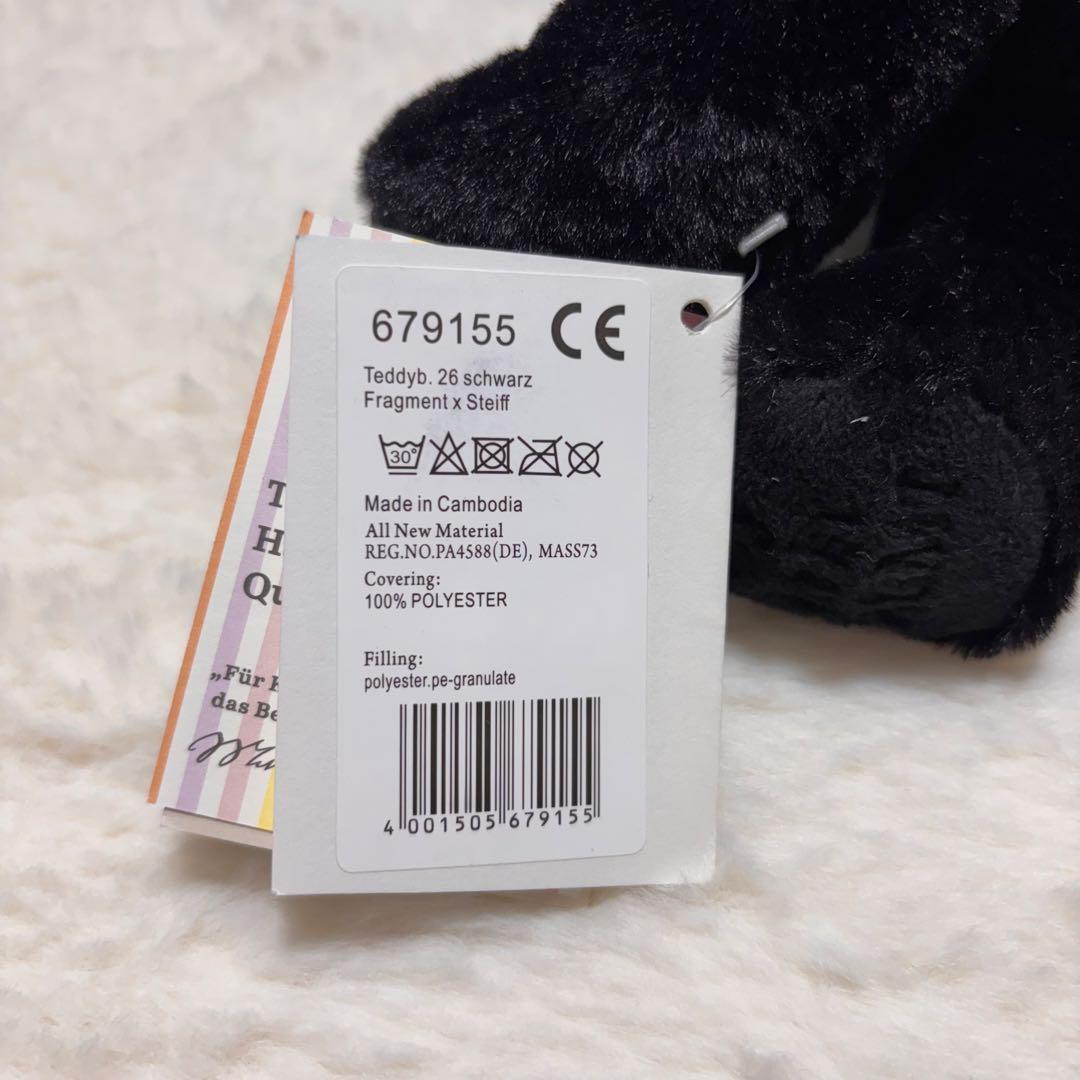 679155 CE
Teddyb. 26 schwarz
Fragment x Steiff
30°
Made in Cambodia
All New Material
REG.NO.PA4588(DE), MASS73
Covering:
100% POLYESTER
Filling:
polyester.pe-granulate
4 001505 679155
„Für
das